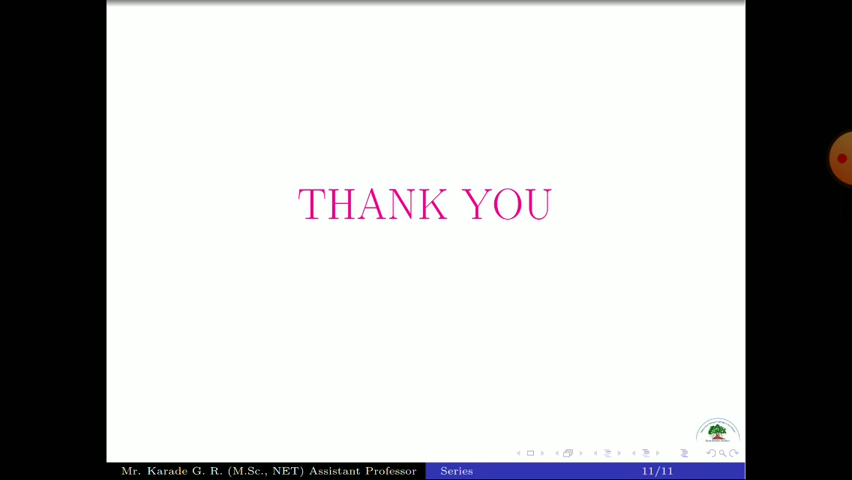 THANK YOU
Mr. Karade G. R. (M.Sc., NET) Assistant Professor
Series
11/11